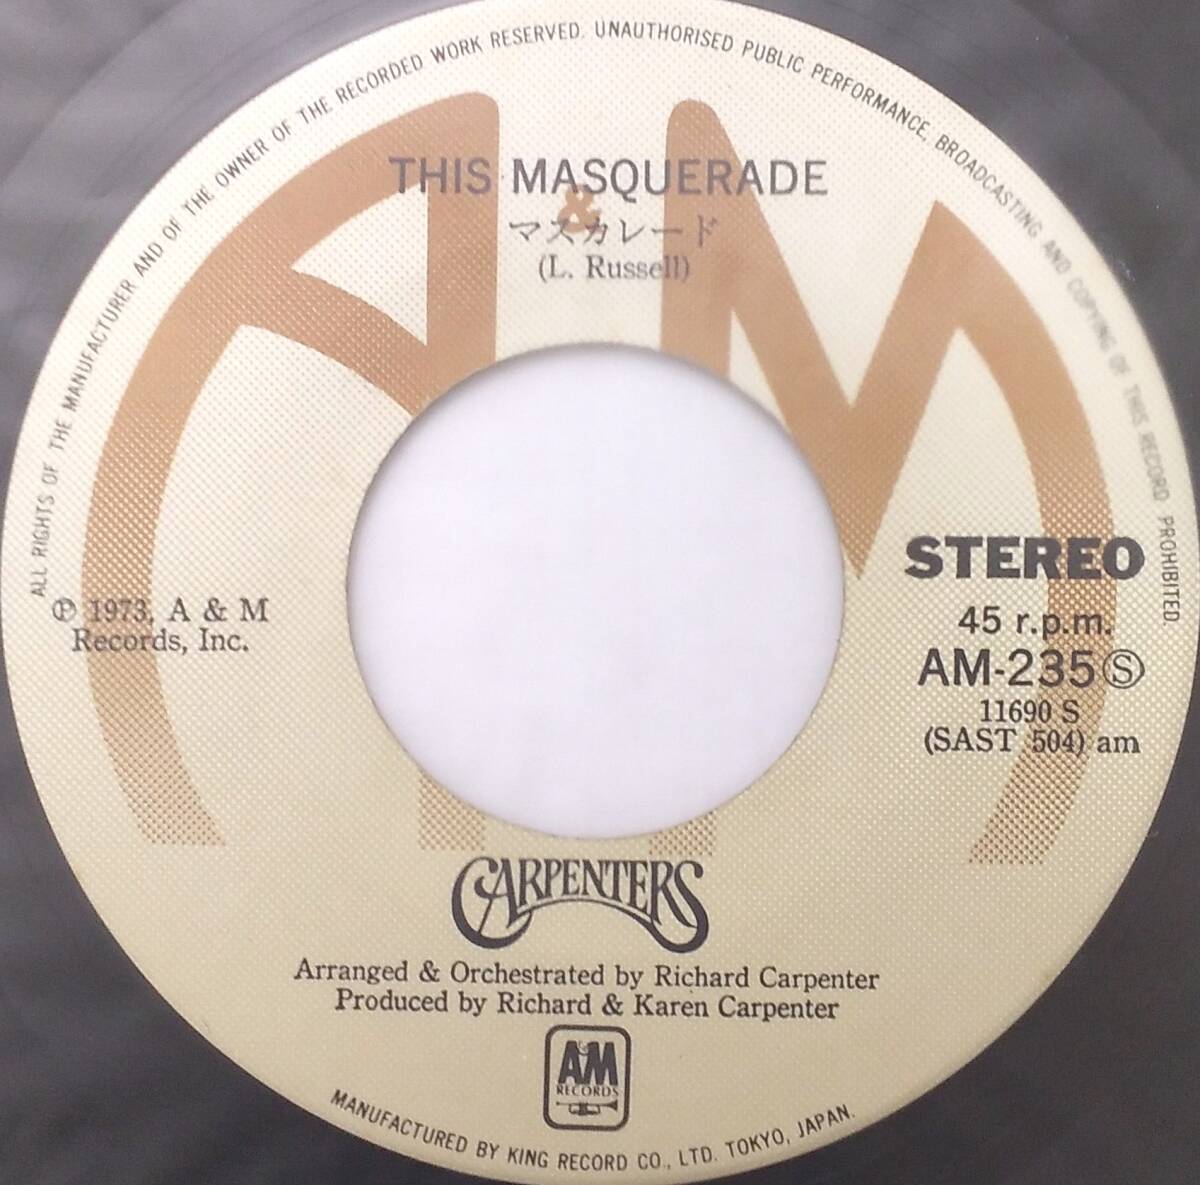 ALL RIGHTS OF THE MANUFACTURER AND OF THE OWNER OF THE RECORDED WORK RESERVED. UNAUTHORISED PUBLIC PERFORMANCE, BROADCASTING AND COPYING OF THIS RECORD PROHIBITED.
THIS MASQUERADE
&
マスカレード
(L. Russell)
Ⓟ 1973, A & M
Records, Inc.
STEREO
45 r.p.m.
AM-235Ⓢ
11690 S
(SAST 504) am
CARPENTERS
Arranged & Orchestrated by Richard Carpenter
Produced by Richard & Karen Carpenter
A&M
RECORDS
MANUFACTURED BY KING RECORD CO., LTD. TOKYO, JAPAN.